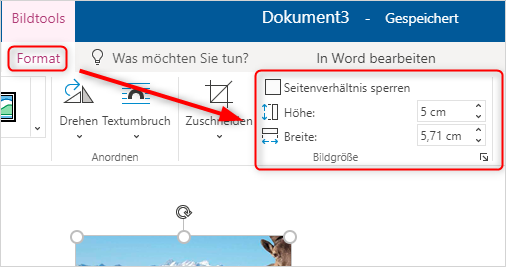 Bildtools
Dokument3 - Gespeichert
Format
Was möchten Sie tun?
In Word bearbeiten
Seitenverhältnis sperren
Höhe: 5 cm
Breite: 5,71 cm
Drehen Textumbruch Zuschneiden
Anordnen
Bildgröße